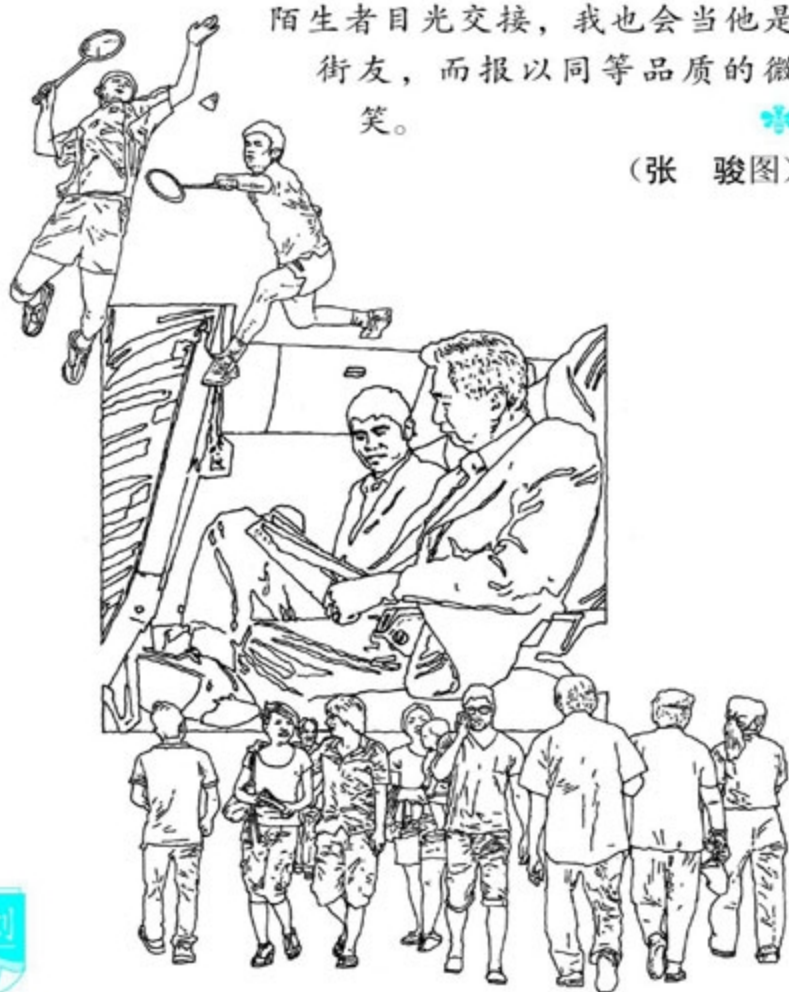 陌生者目光交接，我也会当他是
街友，而报以同等品质的微
笑。
（张　骏图）